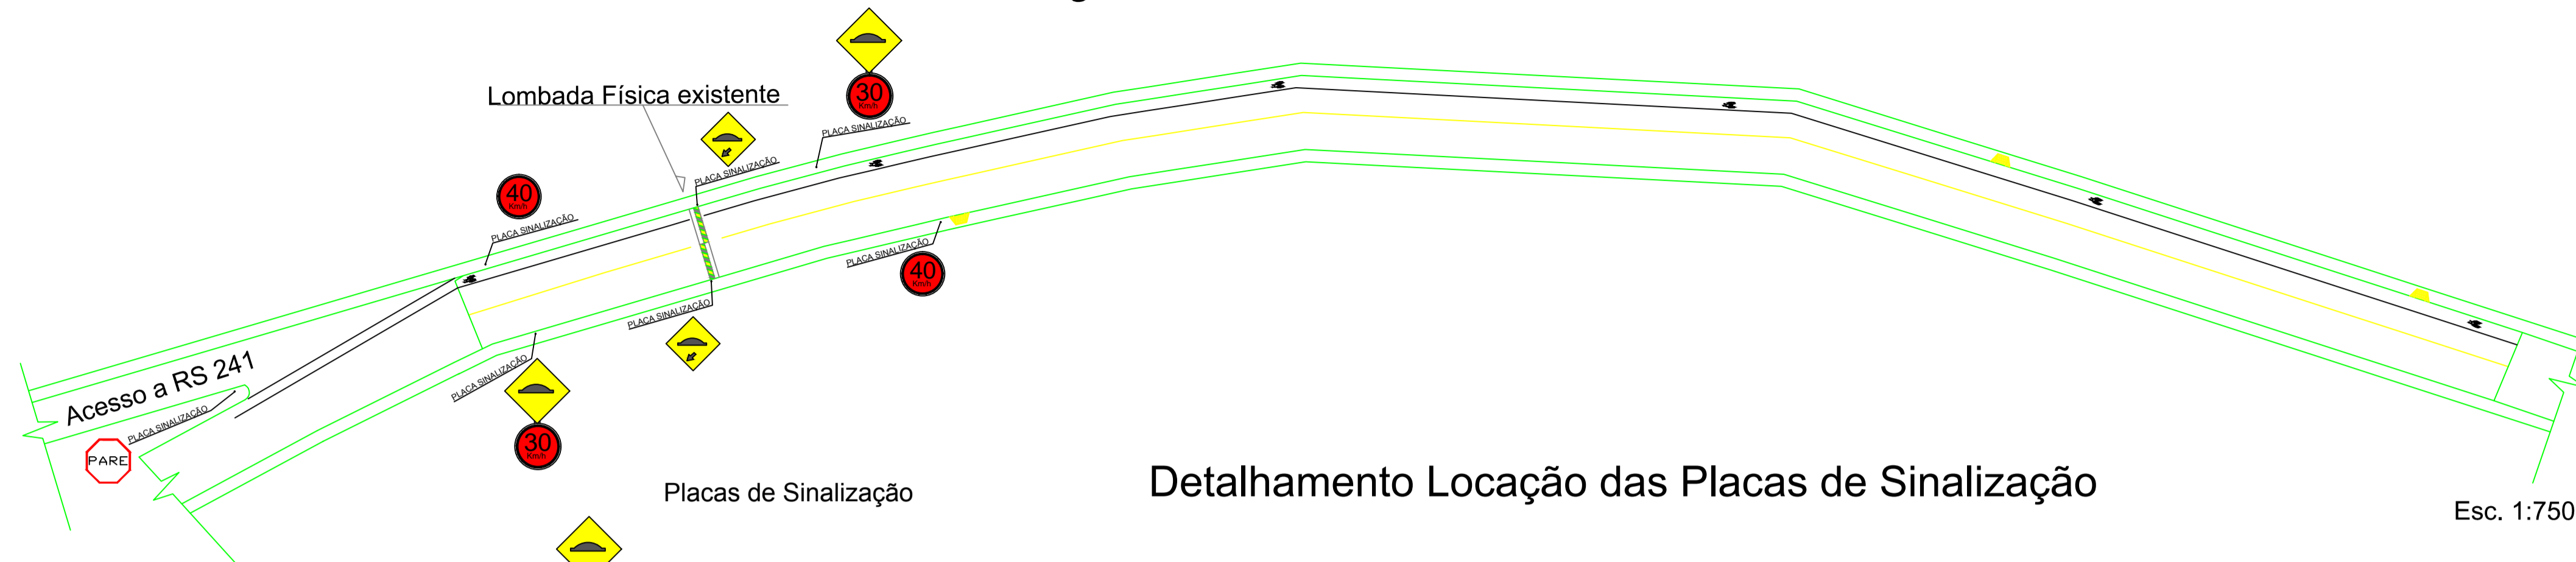 Lombada Física existente
30
Km/h
PLACA SINALIZAÇÃO
PLACA SINALIZAÇÃO
40
Km/h
PLACA SINALIZAÇÃO
PLACA SINALIZAÇÃO
40
Km/h
PLACA SINALIZAÇÃO
PLACA SINALIZAÇÃO
30
Km/h
Acesso a RS 241
PLACA SINALIZAÇÃO
PARE
Placas de Sinalização
Detalhamento Locação das Placas de Sinalização
Esc. 1:750